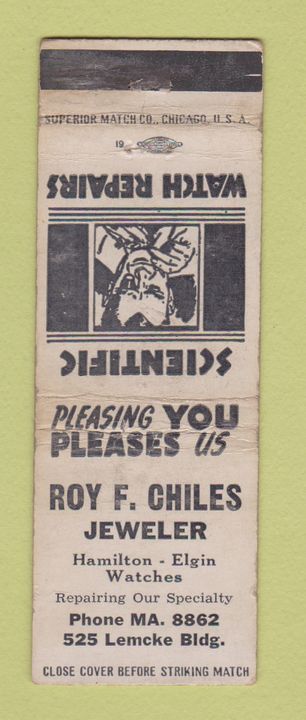 SUPERIOR MATCH CO., CHICAGO, U. S. A.
19
SCIENTIFIC
WATCH REPAIRS
PLEASING YOU
PLEASES US
ROY F. CHILES
JEWELER
Hamilton - Elgin
Watches
Repairing Our Specialty
Phone MA. 8862
525 Lemcke Bldg.
CLOSE COVER BEFORE STRIKING MATCH